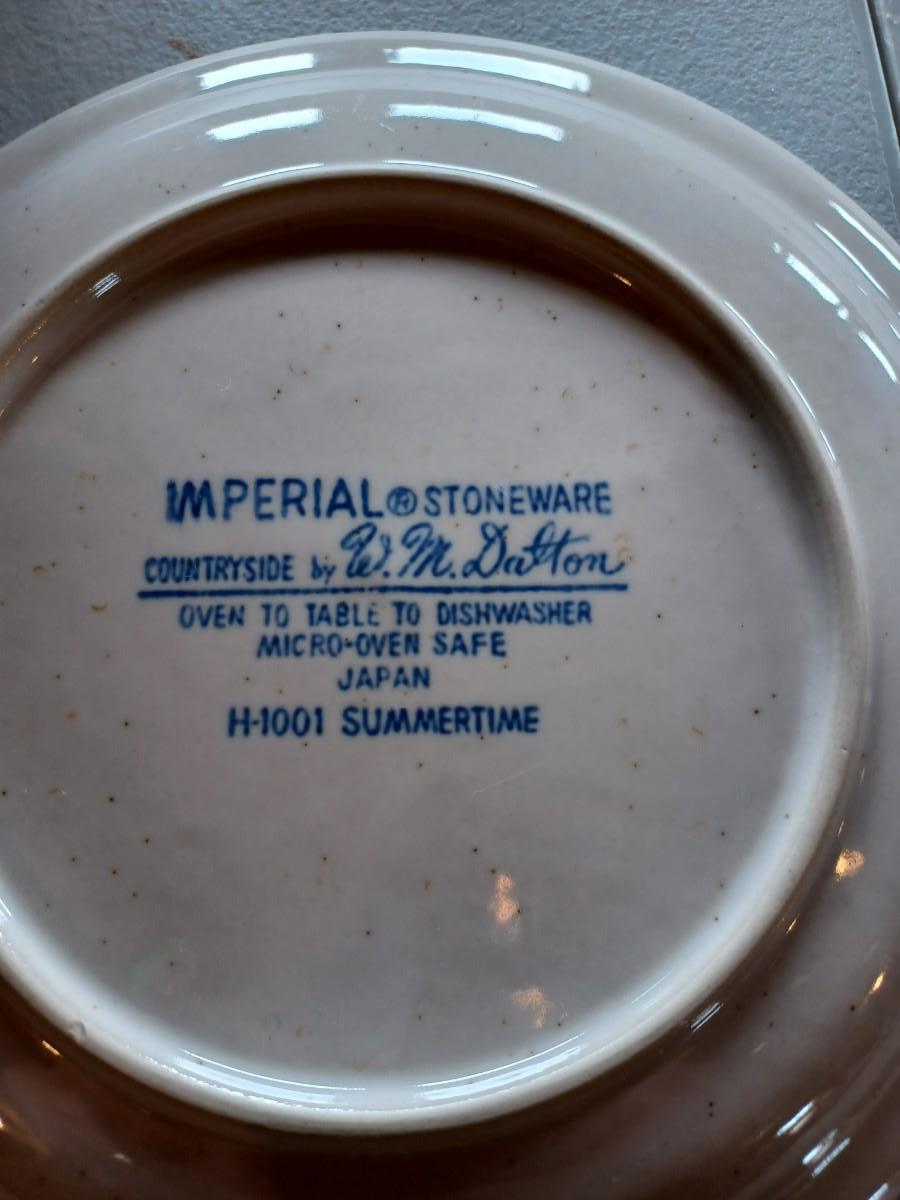 IMPERIAL® STONEWARE
COUNTRYSIDE by W. M. Dalton
OVEN TO TABLE TO DISHWASHER
MICRO-OVEN SAFE
JAPAN
H-1001 SUMMERTIME